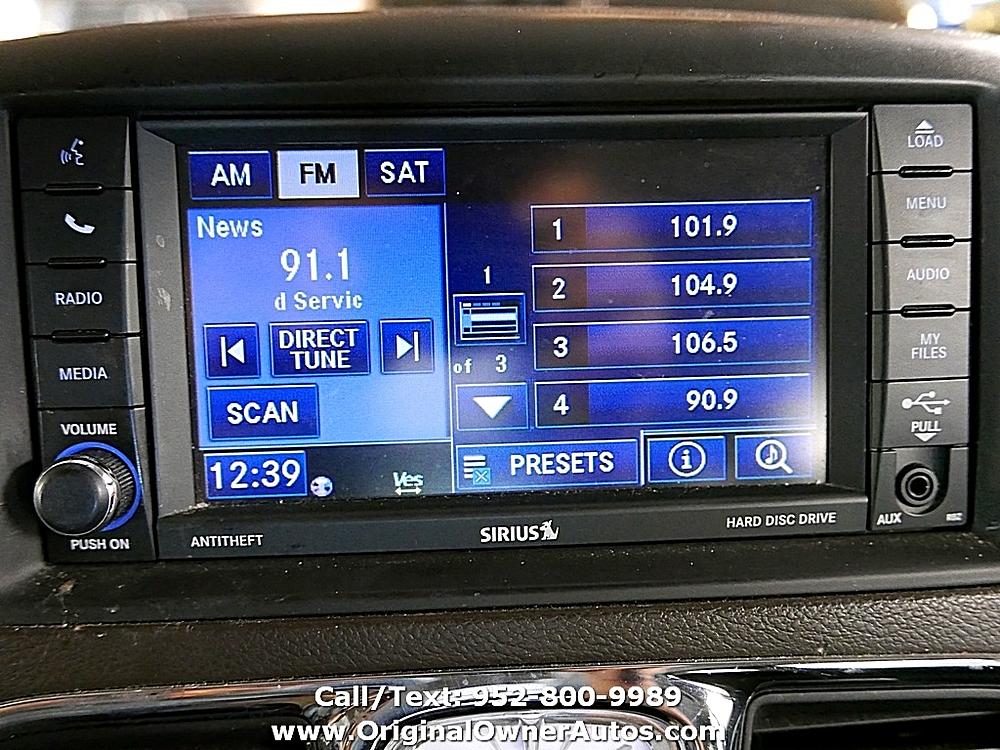 LOAD
AM FM SAT
MENU
News
1 101.9
RADIO
91.1
d Servic
1
2 104.9
AUDIO
DIRECT
TUNE
of 3
3 106.5
MY
FILES
MEDIA
SCAN
4 90.9
VOLUME
PULL
12:39
Ves
PRESETS
i
PUSH ON
ANTITHEFT
SIRIUS
HARD DISC DRIVE
AUX RBZ
Call/Text: 952-800-9989
www.OriginalOwnerAutos.com